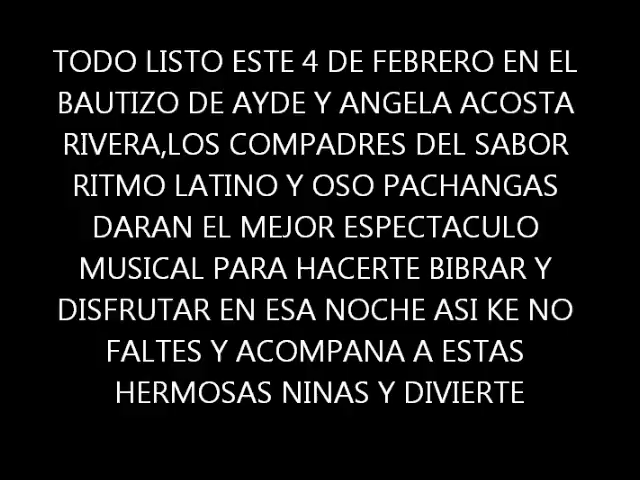 TODO LISTO ESTE 4 DE FEBRERO EN EL
BAUTIZO DE AYDE Y ANGELA ACOSTA
RIVERA,LOS COMPADRES DEL SABOR
RITMO LATINO Y OSO PACHANGAS
DARAN EL MEJOR ESPECTACULO
MUSICAL PARA HACERTE BIBRAR Y
DISFRUTAR EN ESA NOCHE ASI KE NO
FALTES Y ACOMPANA A ESTAS
HERMOSAS NINAS Y DIVIERTE